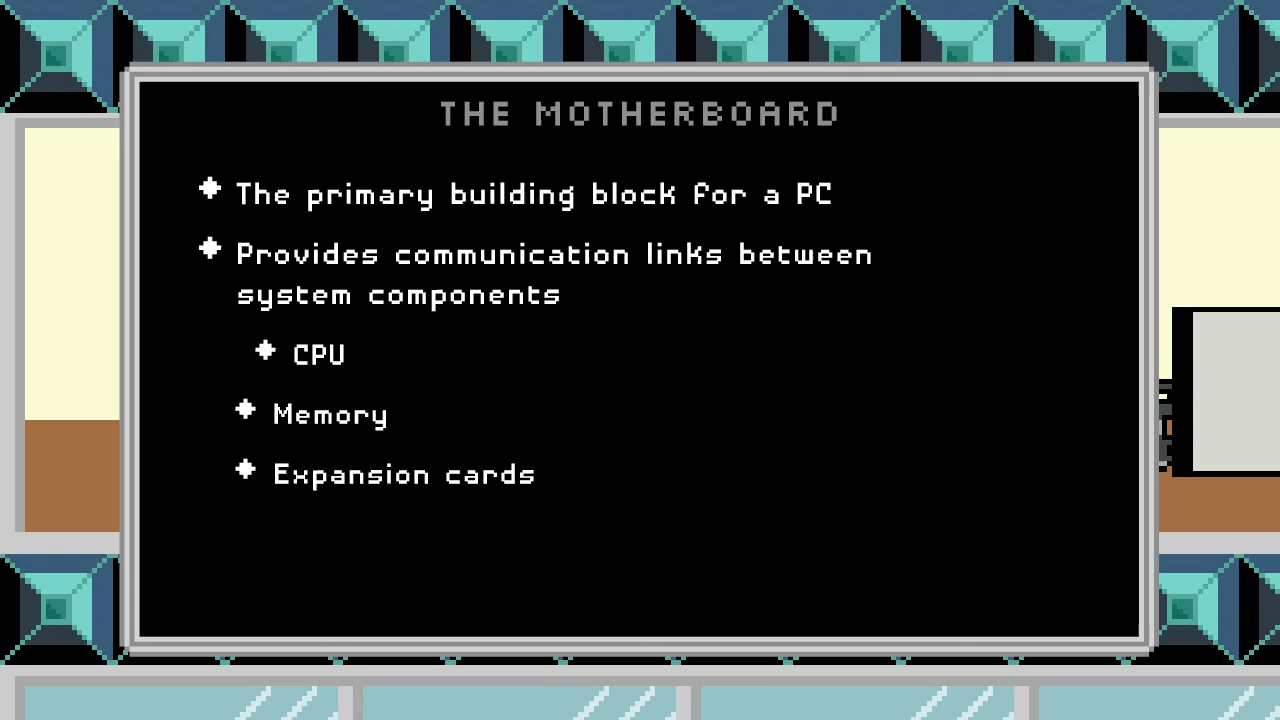 THE MOTHERBOARD
The primary building block for a PC
Provides communication links between
system components
CPU
Memory
Expansion cards